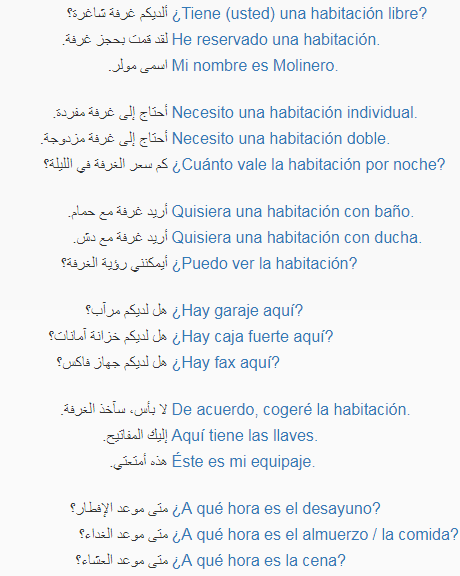 ألديكم غرفة شاغرة؟ ¿Tiene (usted) una habitación libre?
لقد قمت بحجز غرفة. He reservado una habitación.
اسمى مولر. Mi nombre es Molinero.
أحتاج إلى غرفة مفردة. Necesito una habitación individual.
أحتاج إلى غرفة مزدوجة. Necesito una habitación doble.
كم سعر الغرفة في الليلة؟ ¿Cuánto vale la habitación por noche?
أريد غرفة مع حمام. Quisiera una habitación con baño.
أريد غرفة مع دش. Quisiera una habitación con ducha.
أيمكنني رؤية الغرفة؟ ¿Puedo ver la habitación?
هل لديكم مرآب؟ ¿Hay garaje aquí?
هل لديكم خزانة آمانات؟ ¿Hay caja fuerte aquí?
هل لديكم جهاز فاكس؟ ¿Hay fax aquí?
لا بأس، سآخذ الغرفة. De acuerdo, cogeré la habitación.
إليك المفاتيح. Aquí tiene las llaves.
هذه أمتعتي. Éste es mi equipaje.
متى موعد الإفطار؟ ¿A qué hora es el desayuno?
متى موعد الغداء؟ ¿A qué hora es el almuerzo / la comida?
متى موعد العشاء؟ ¿A qué hora es la cena?